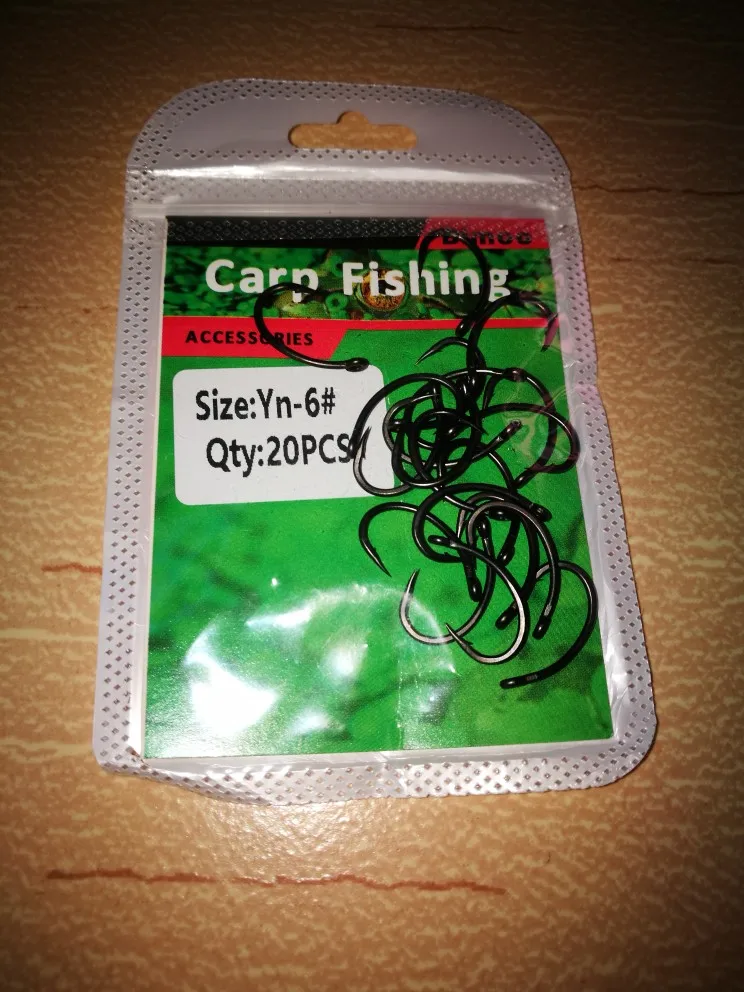 Carp Fishing
ACCESSORIES
Size:Yn-6#
Qty:20PCS